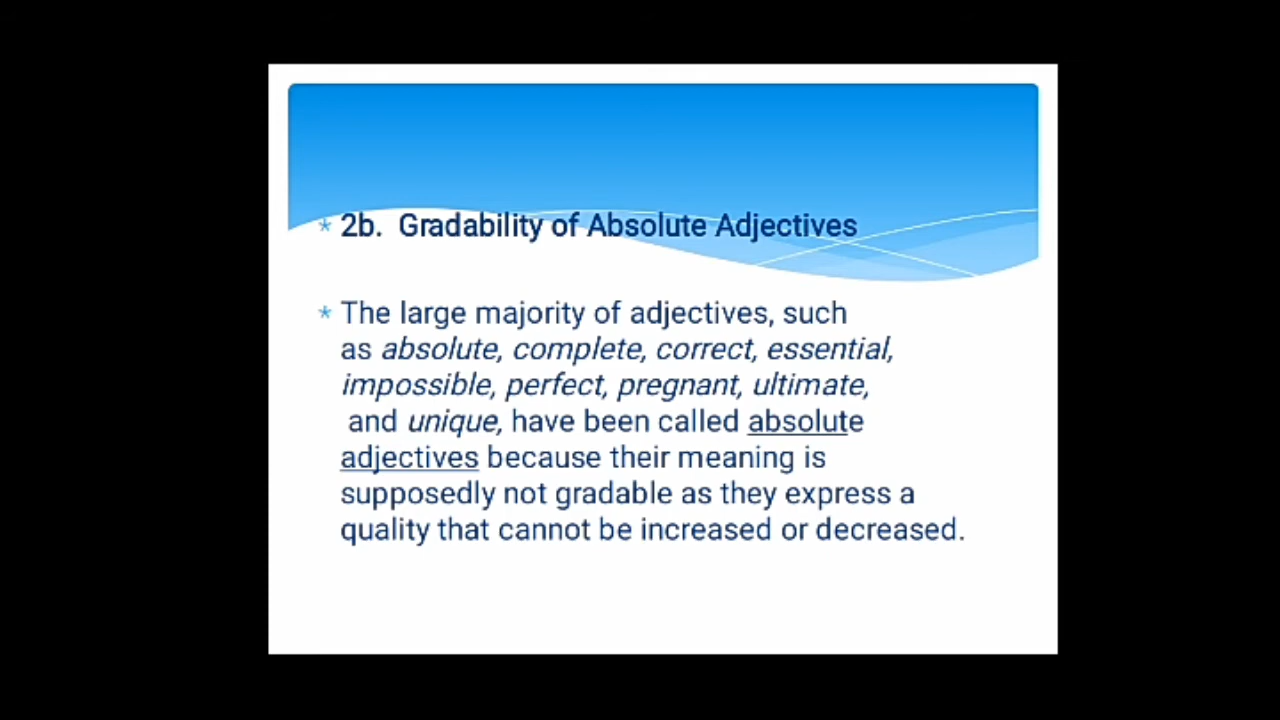 * 2b. Gradability of Absolute Adjectives
* The large majority of adjectives, such
as absolute, complete, correct, essential,
impossible, perfect, pregnant, ultimate,
and unique, have been called absolute
adjectives because their meaning is
supposedly not gradable as they express a
quality that cannot be increased or decreased.